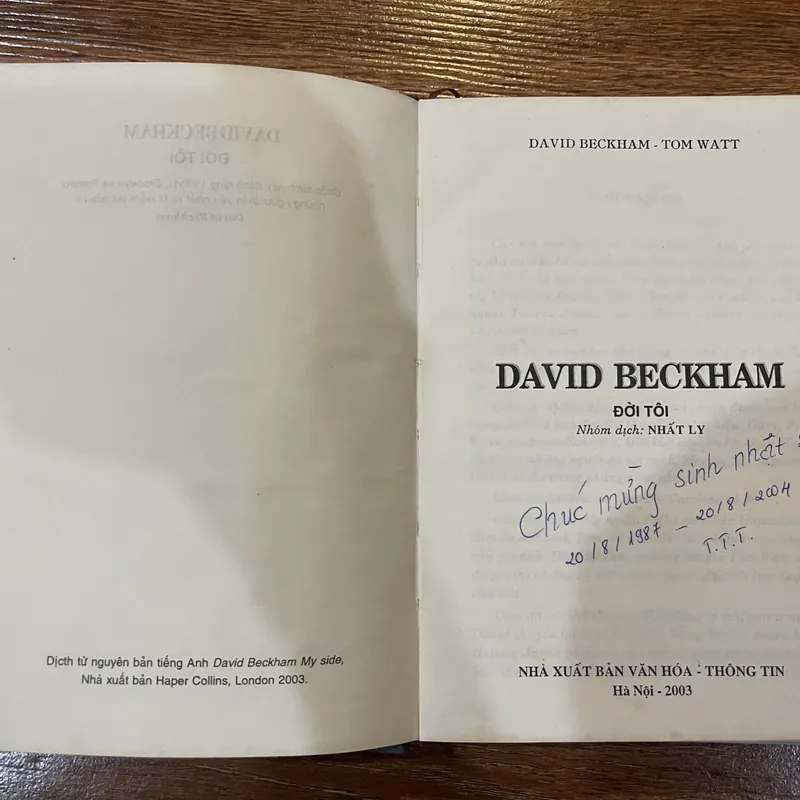 Dịcth từ nguyên bản tiếng Anh David Beckham My side,
Nhà xuất bản Haper Collins, London 2003.
DAVID BECKHAM - TOM WATT
DAVID BECKHAM
ĐỜI TÔI
Nhóm dịch: NHẤT LY
Chúc mừng sinh nhật
20/8/1987 - 20/8/2004
T.T.T.
NHÀ XUẤT BẢN VĂN HÓA - THÔNG TIN
Hà Nội - 2003